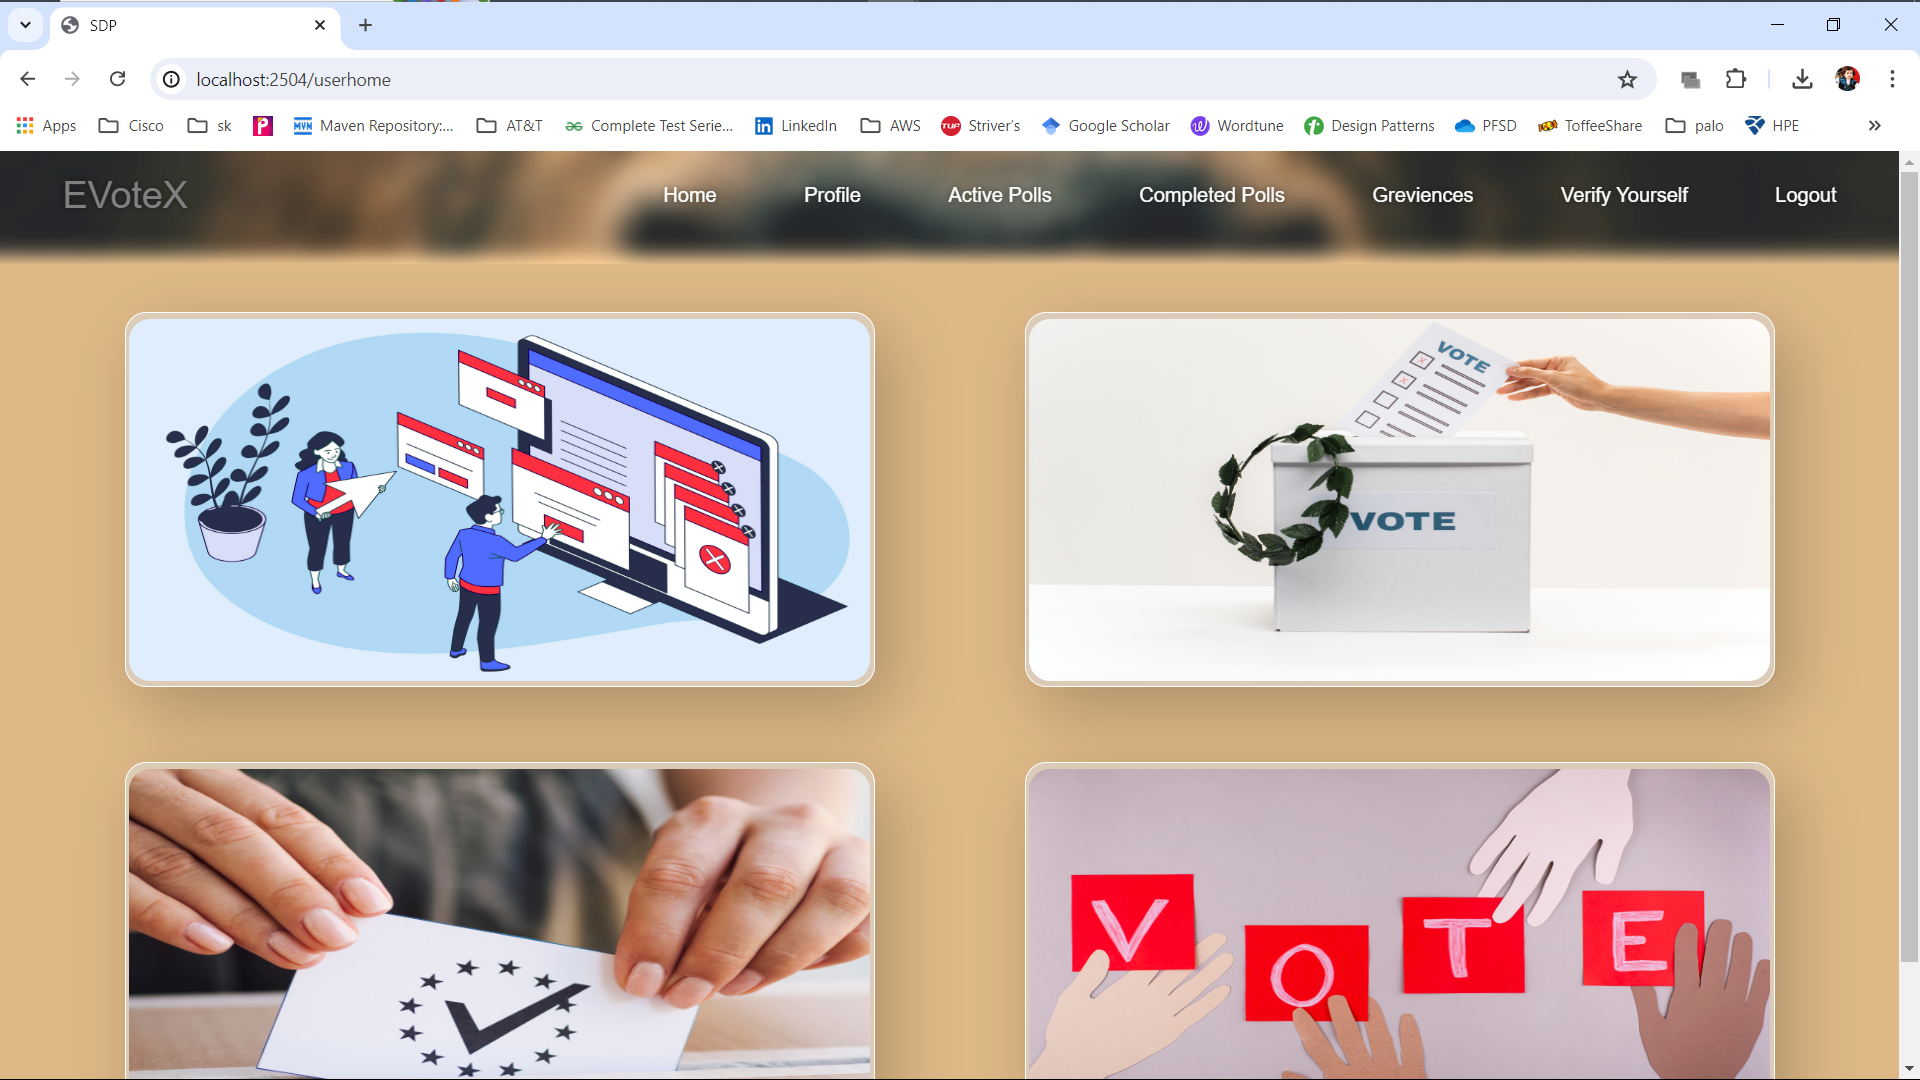 SDP
localhost:2504/userhome
Apps Cisco sk Maven Repository:... AT&T Complete Test Serie... LinkedIn AWS Striver's Google Scholar Wordtune Design Patterns PFSD ToffeeShare palo HPE
EVoteX Home Profile Active Polls Completed Polls Greviences Verify Yourself Logout
VOTE
VOTE
V O T E